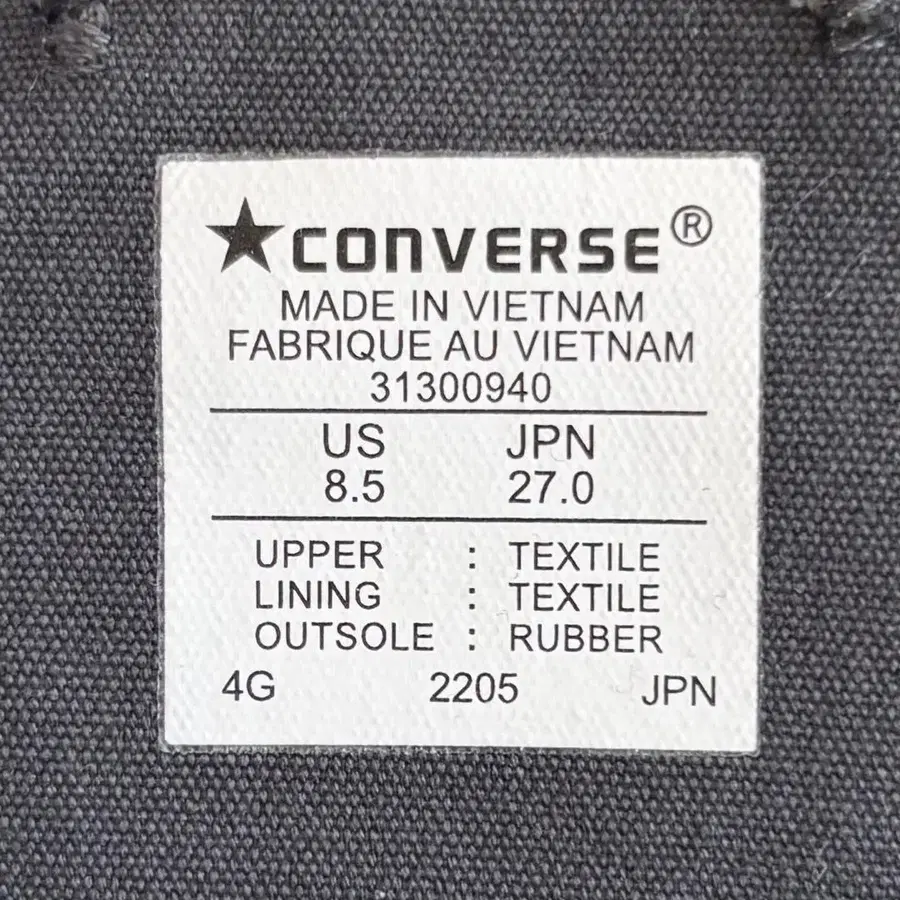 ★CONVERSE®
MADE IN VIETNAM
FABRIQUE AU VIETNAM
31300940
US JPN
8.5 27.0
UPPER : TEXTILE
LINING : TEXTILE
OUTSOLE : RUBBER
4G 2205 JPN